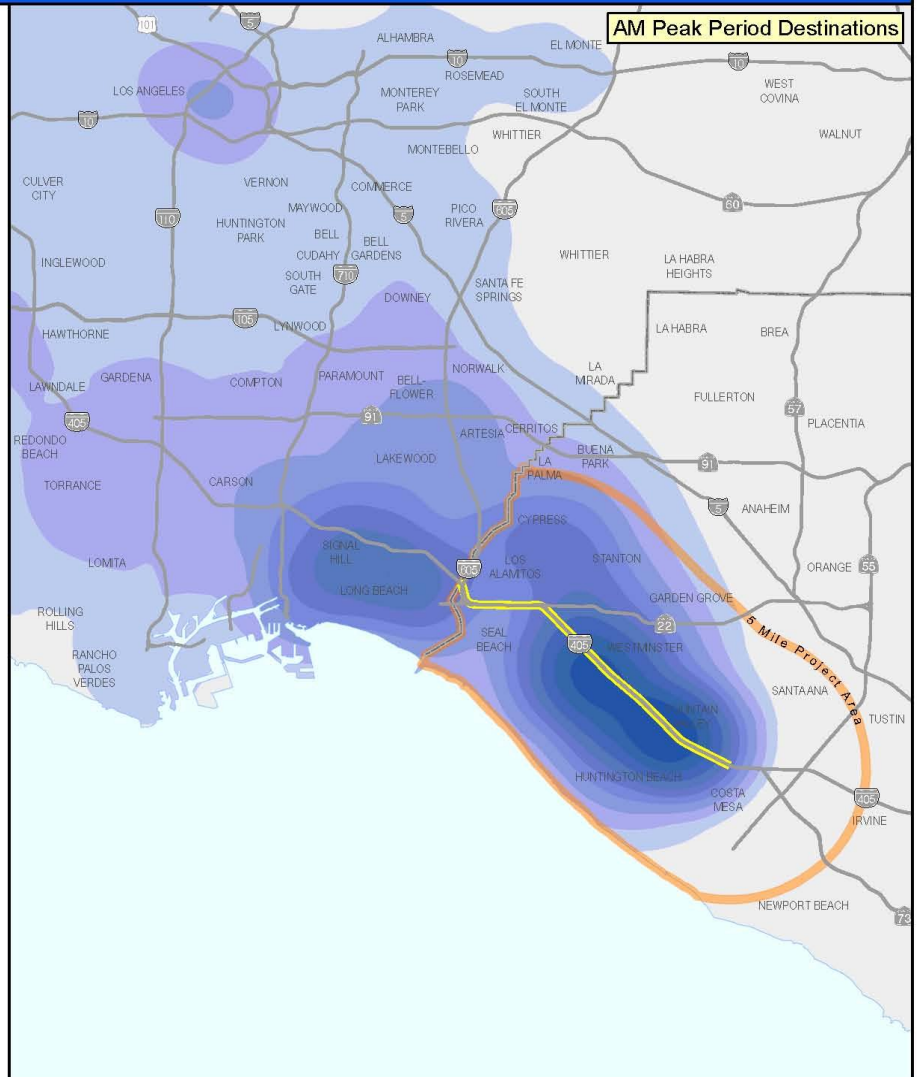 AM Peak Period Destinations
101
5
ALHAMBRA
EL MONTE
10
10
ROSEMEAD
WEST
COVINA
LOS ANGELES
MONTEREY
PARK
SOUTH
EL MONTE
10
WHITTIER
WALNUT
MONTEBELLO
CULVER
CITY
VERNON
COMMERCE
60
MAYWOOD
5
PICO
RIVERA
605
110
HUNTINGTON
PARK
BELL
BELL
GARDENS
CUDAHY
WHITTIER
LA HABRA
HEIGHTS
INGLEWOOD
SOUTH
GATE
710
SANTA FE
SPRINGS
DOWNEY
105
LYNWOOD
HAWTHORNE
LA HABRA
BREA
LAWNDALE
GARDENA
COMPTON
PARAMOUNT
BELL-
FLOWER
NORWALK
LA
MIRADA
FULLERTON
57
PLACENTIA
405
91
REDONDO
BEACH
ARTESIA
CERRITOS
BUENA
PARK
LAKEWOOD
LA
PALMA
91
TORRANCE
CARSON
5
ANAHEIM
CYPRESS
SIGNAL
HILL
LOS
ALAMITOS
STANTON
LOMITA
605
ORANGE
55
LONG BEACH
GARDEN GROVE
ROLLING
HILLS
22
5 Mile Project Area
SEAL
BEACH
405
WESTMINSTER
RANCHO
PALOS
VERDES
SANTA ANA
TUSTIN
HUNTINGTON BEACH
COSTA
MESA
405
IRVINE
NEWPORT BEACH
73